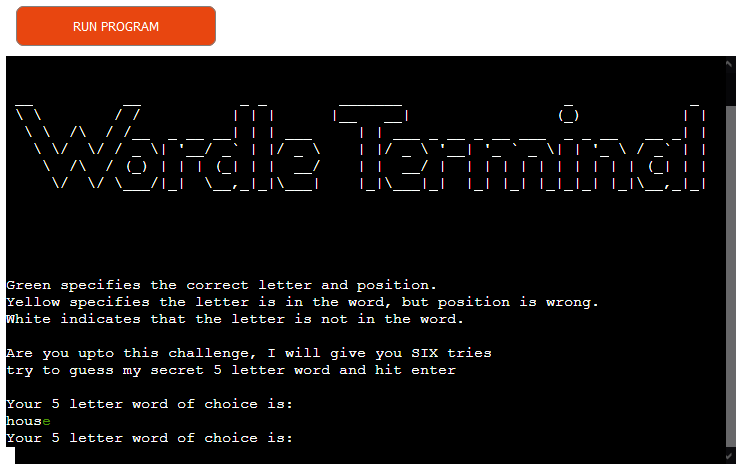 RUN PROGRAM
Wordle Terminal
Green specifies the correct letter and position.
Yellow specifies the letter is in the word, but position is wrong.
White indicates that the letter is not in the word.
Are you upto this challenge, I will give you SIX tries
try to guess my secret 5 letter word and hit enter
Your 5 letter word of choice is:
house
Your 5 letter word of choice is: